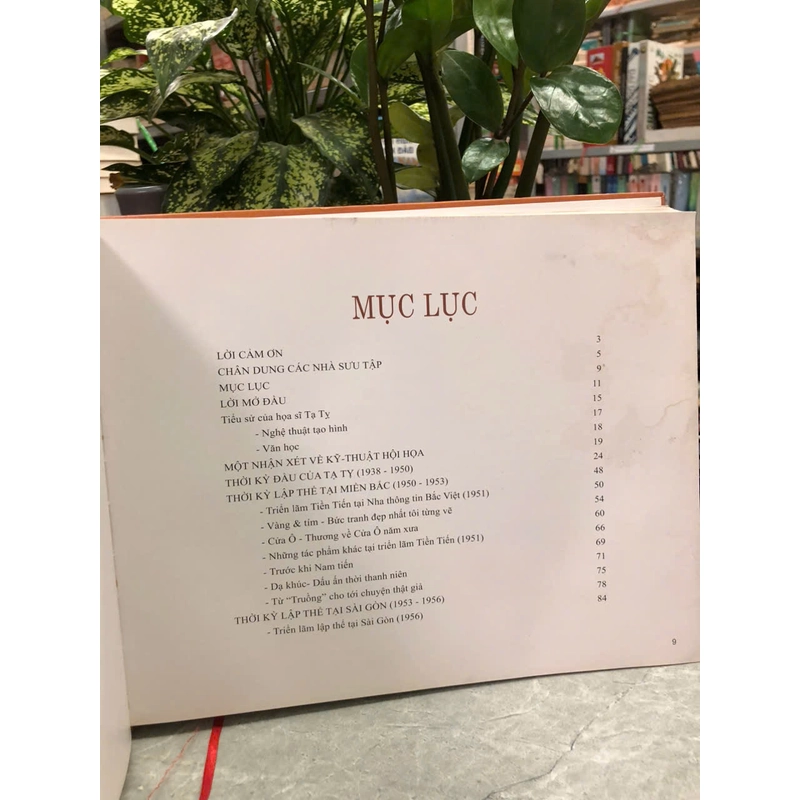 MỤC LỤC
LỜI CẢM ƠN 3
CHÂN DUNG CÁC NHÀ SƯU TẬP 5
MỤC LỤC 9
LỜI MỞ ĐẦU 11
Tiểu sử của họa sĩ Tạ Tỵ 15
- Nghệ thuật tạo hình 17
- Văn học 18
MỘT NHẬN XÉT VỀ KỸ-THUẬT HỘI HỌA 19
THỜI KỲ ĐẦU CỦA TẠ TỴ (1938 - 1950) 24
THỜI KỲ LẬP THỂ TẠI MIỀN BẮC (1950 - 1953) 48
- Triển lãm Tiền Tiến tại Nha thông tin Bắc Việt (1951) 50
- Vàng & tím - Bức tranh đẹp nhất tôi từng vẽ 54
- Cửa Ô - Thương về Cửa Ô năm xưa 60
- Những tác phẩm khác tại triển lãm Tiền Tiến (1951) 66
- Trước khi Nam tiến 69
- Dạ khúc- Dấu ấn thời thanh niên 71
- Từ “Truồng” cho tới chuyện thật giả 75
THỜI KỲ LẬP THỂ TẠI SÀI GÒN (1953 - 1956) 78
- Triển lãm lập thể tại Sài Gòn (1956) 84
9